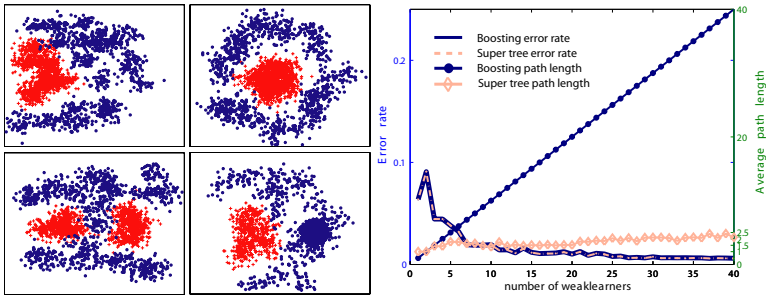 0.2
0.1
0
Error rate
Boosting error rate
Super tree error rate
Boosting path length
Super tree path length
40
20
2.5
1.5
0
Average path length
1 5 10 15 20 25 30 35 40
number of weaklearners